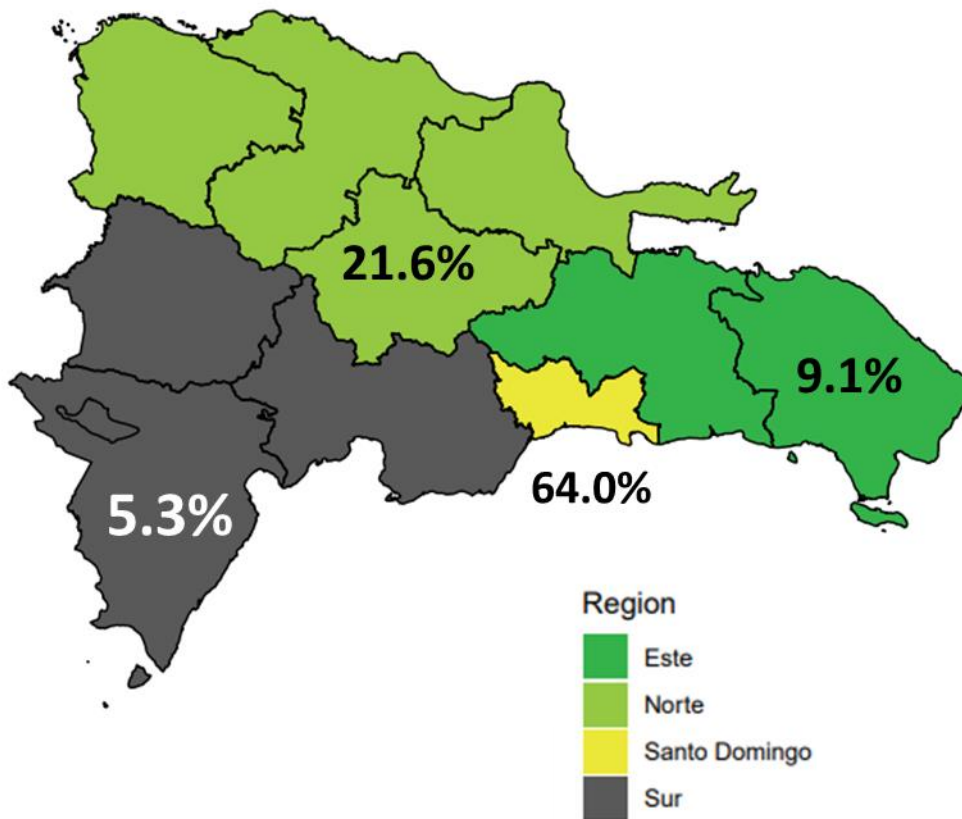 21.6%
9.1%
64.0%
5.3%
Region
Este
Norte
Santo Domingo
Sur